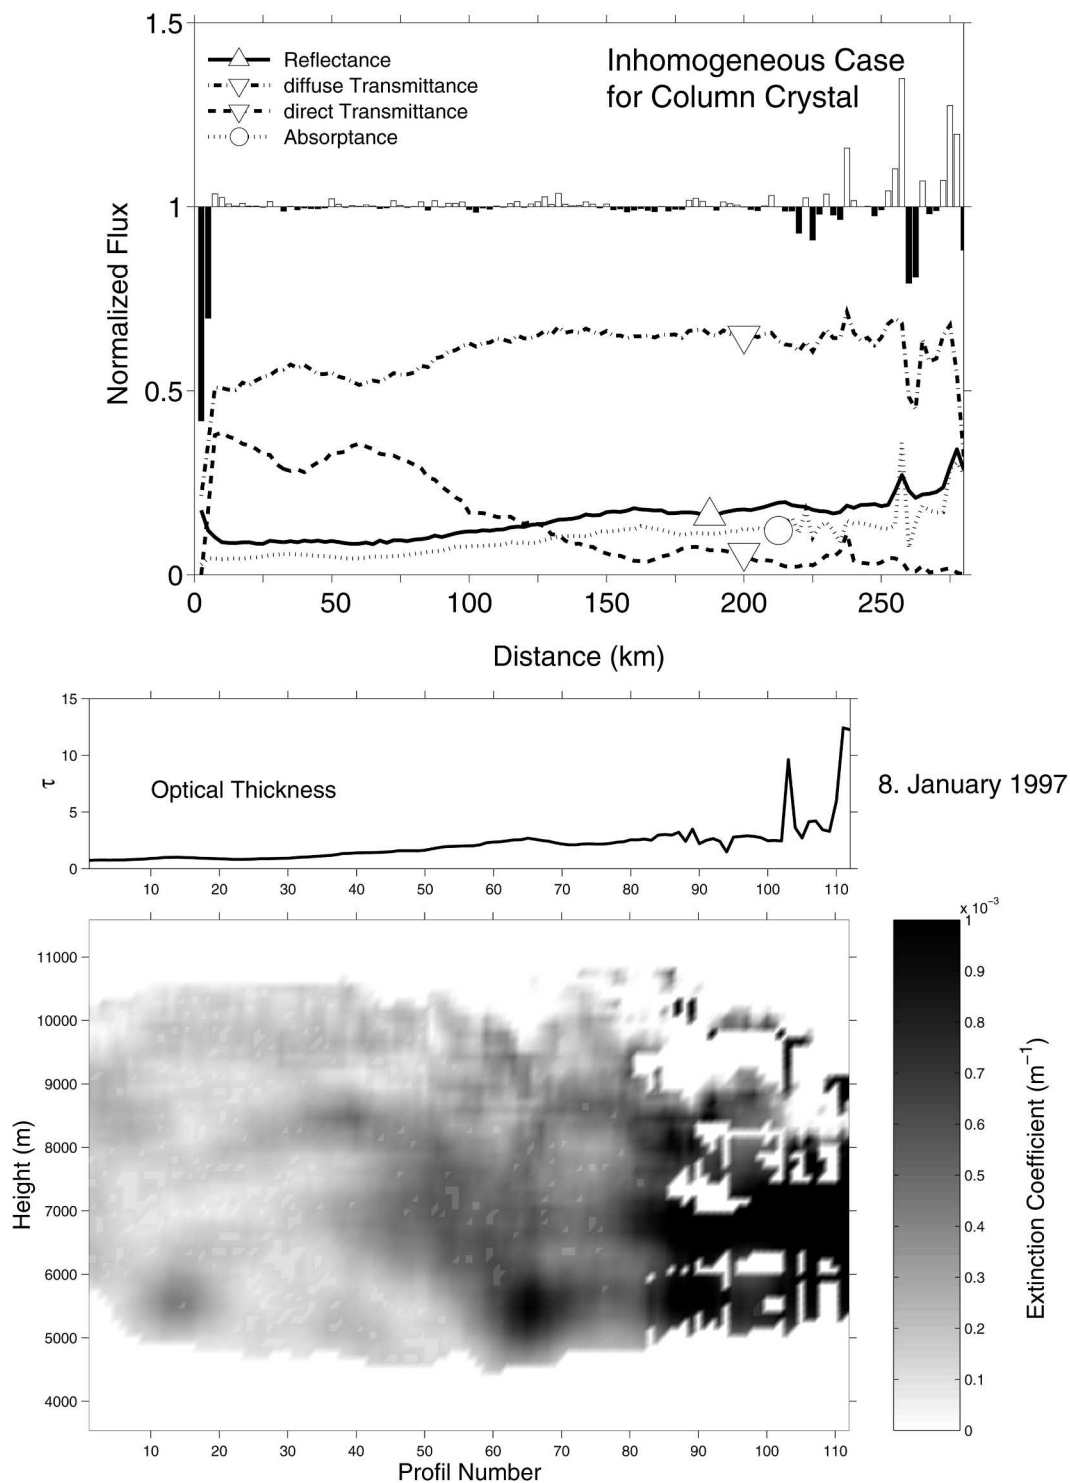 1.5
Reflectance
diffuse Transmittance
direct Transmittance
Absorptance
Inhomogeneous Case
for Column Crystal
1
0.5
0
Normalized Flux
0 50 100 150 200 250
Distance (km)
15
10
5
0
τ
Optical Thickness
8. January 1997
10 20 30 40 50 60 70 80 90 100 110
11000
10000
9000
8000
7000
6000
5000
4000
Height (m)
10 20 30 40 50 60 70 80 90 100 110
Profil Number
x 10⁻³
1
0.9
0.8
0.7
0.6
0.5
0.4
0.3
0.2
0.1
0
Extinction Coefficient (m⁻¹)